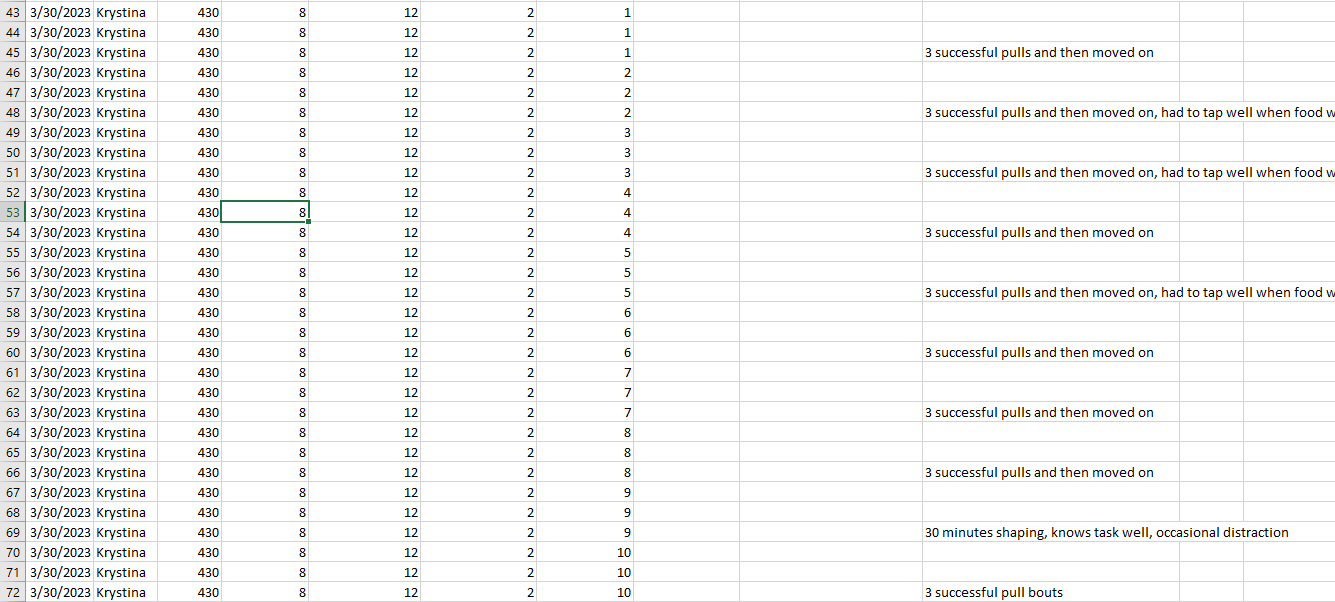 43 3/30/2023 Krystina 430 8 12 2 1
44 3/30/2023 Krystina 430 8 12 2 1
45 3/30/2023 Krystina 430 8 12 2 1 3 successful pulls and then moved on
46 3/30/2023 Krystina 430 8 12 2 2
47 3/30/2023 Krystina 430 8 12 2 2
48 3/30/2023 Krystina 430 8 12 2 2 3 successful pulls and then moved on, had to tap well when food w
49 3/30/2023 Krystina 430 8 12 2 3
50 3/30/2023 Krystina 430 8 12 2 3
51 3/30/2023 Krystina 430 8 12 2 3 3 successful pulls and then moved on, had to tap well when food w
52 3/30/2023 Krystina 430 8 12 2 4
53 3/30/2023 Krystina 430 8 12 2 4
54 3/30/2023 Krystina 430 8 12 2 4 3 successful pulls and then moved on
55 3/30/2023 Krystina 430 8 12 2 5
56 3/30/2023 Krystina 430 8 12 2 5
57 3/30/2023 Krystina 430 8 12 2 5 3 successful pulls and then moved on, had to tap well when food w
58 3/30/2023 Krystina 430 8 12 2 6
59 3/30/2023 Krystina 430 8 12 2 6
60 3/30/2023 Krystina 430 8 12 2 6 3 successful pulls and then moved on
61 3/30/2023 Krystina 430 8 12 2 7
62 3/30/2023 Krystina 430 8 12 2 7
63 3/30/2023 Krystina 430 8 12 2 7 3 successful pulls and then moved on
64 3/30/2023 Krystina 430 8 12 2 8
65 3/30/2023 Krystina 430 8 12 2 8
66 3/30/2023 Krystina 430 8 12 2 8 3 successful pulls and then moved on
67 3/30/2023 Krystina 430 8 12 2 9
68 3/30/2023 Krystina 430 8 12 2 9
69 3/30/2023 Krystina 430 8 12 2 9 30 minutes shaping, knows task well, occasional distraction
70 3/30/2023 Krystina 430 8 12 2 10
71 3/30/2023 Krystina 430 8 12 2 10
72 3/30/2023 Krystina 430 8 12 2 10 3 successful pull bouts